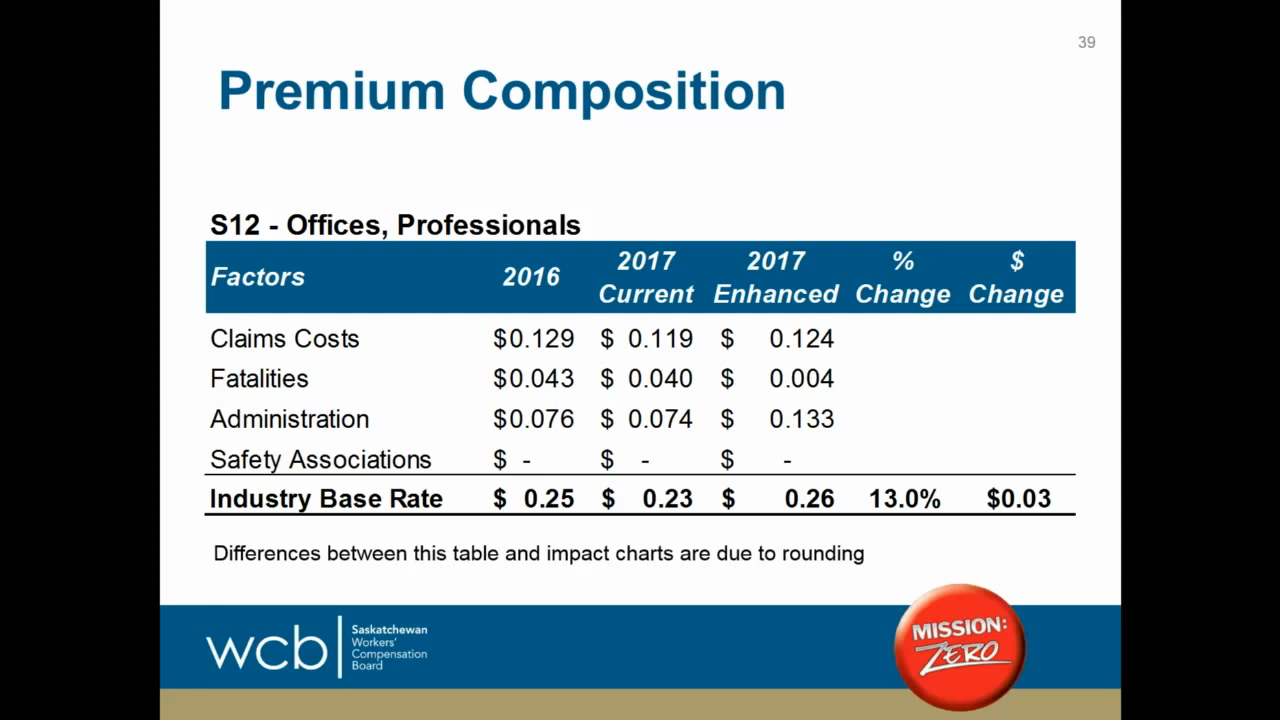 39
Premium Composition
S12 - Offices, Professionals
Factors 2016 2017 Current 2017 Enhanced % Change $ Change
Claims Costs $0.129 $ 0.119 $ 0.124
Fatalities $0.043 $ 0.040 $ 0.004
Administration $0.076 $ 0.074 $ 0.133
Safety Associations $ - $ - $ -
Industry Base Rate $ 0.25 $ 0.23 $ 0.26 13.0% $0.03
Differences between this table and impact charts are due to rounding
wcb
Saskatchewan
Workers'
Compensation
Board
MISSION:
ZERO